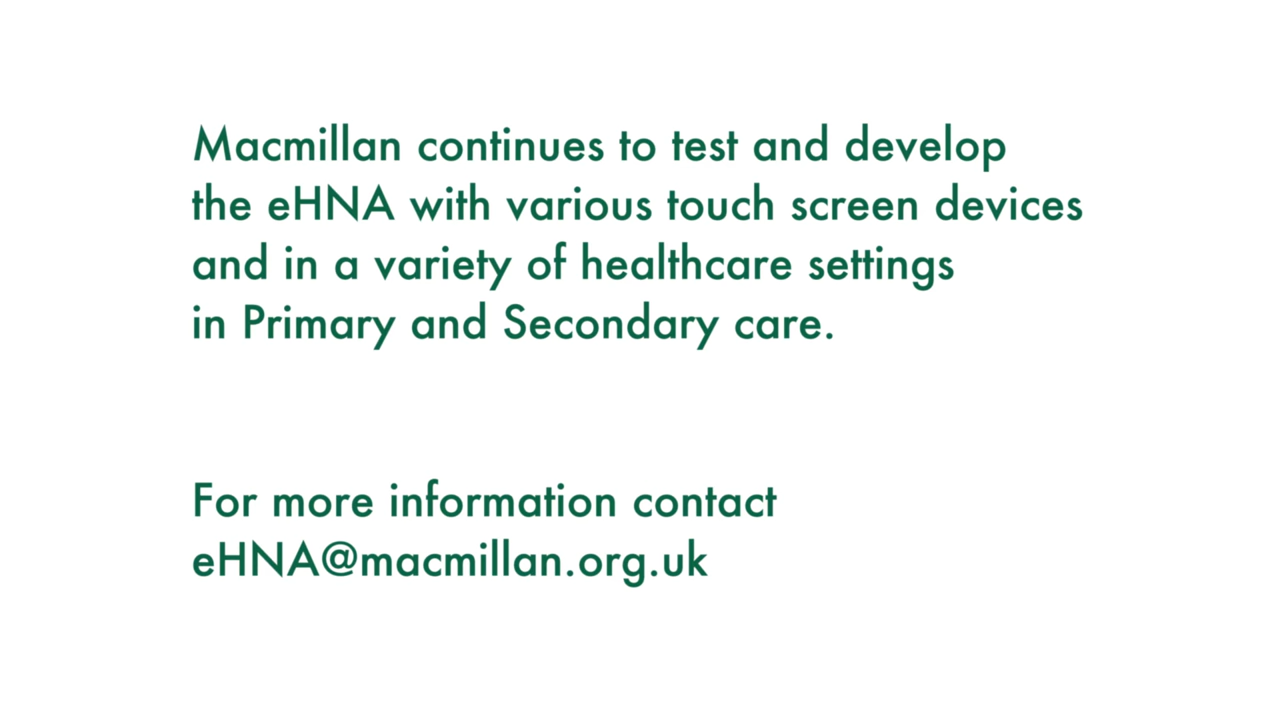 Macmillan continues to test and develop
the eHNA with various touch screen devices
and in a variety of healthcare settings
in Primary and Secondary care.
For more information contact
eHNA@macmillan.org.uk